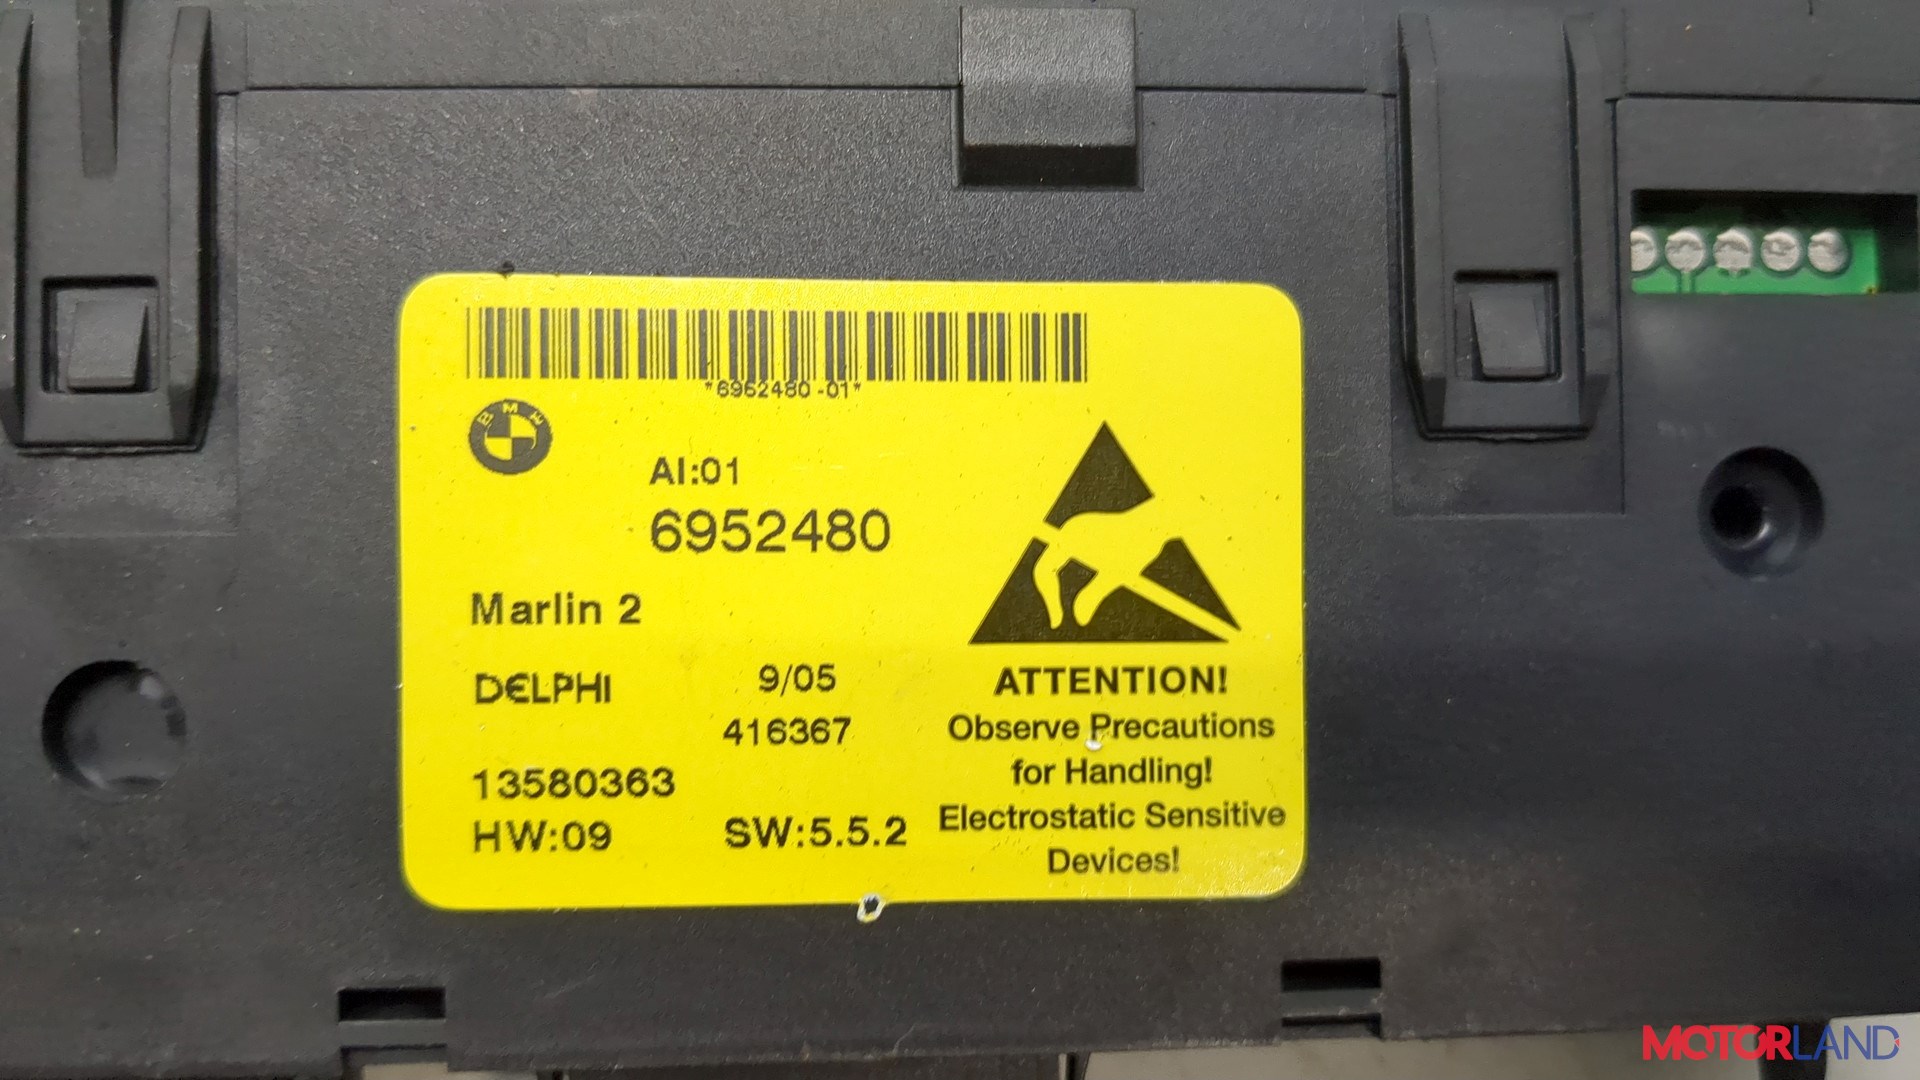 *6952480-01*
BMW
AI:01
6952480
Marlin 2
DELPHI
9/05
416367
13580363
HW:09
SW:5.5.2
ATTENTION!
Observe Precautions
for Handling!
Electrostatic Sensitive
Devices!
MOTORLAND